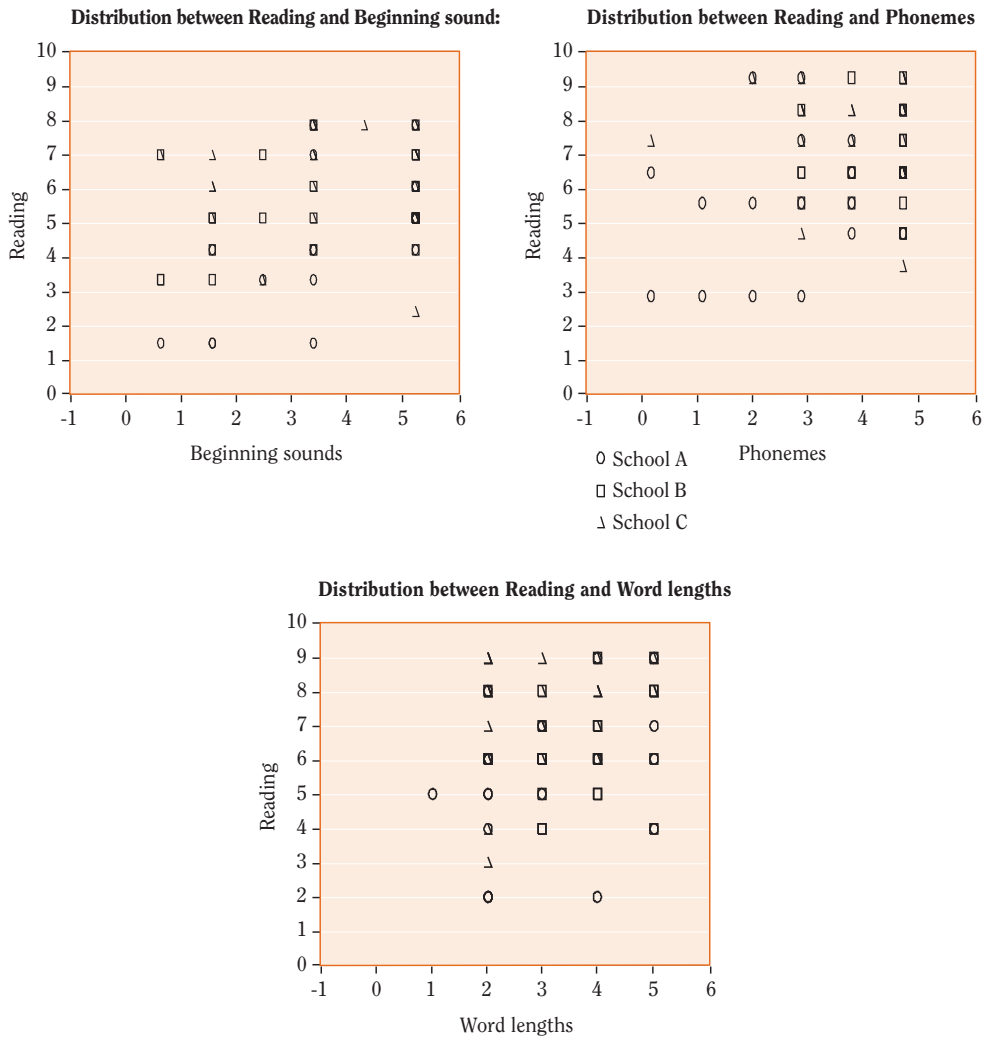 Distribution between Reading and Beginning sound:
10
9
8
7
6
5
4
3
2
1
0
Reading
-1 0 1 2 3 4 5 6
Beginning sounds
Distribution between Reading and Phonemes
10
9
8
7
6
5
4
3
2
1
0
Reading
-1 0 1 2 3 4 5 6
Phonemes
School A
School B
School C
Distribution between Reading and Word lengths
10
9
8
7
6
5
4
3
2
1
0
Reading
-1 0 1 2 3 4 5 6
Word lengths